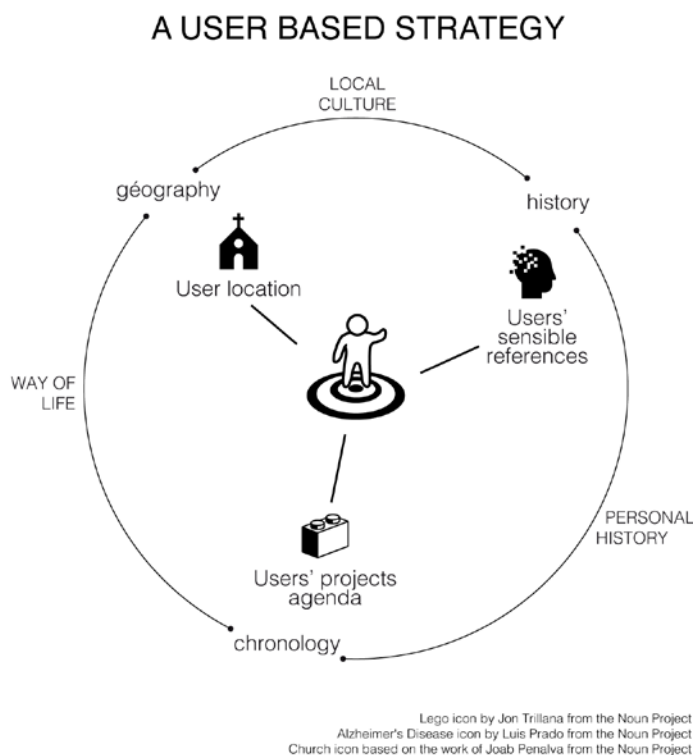 A USER BASED STRATEGY
LOCAL
CULTURE
géography
history
User location
Users'
sensible
references
WAY OF
LIFE
PERSONAL
HISTORY
Users' projects
agenda
chronology
Lego icon by Jon Trillana from the Noun Project
Alzheimer's Disease icon by Luis Prado from the Noun Project
Church icon based on the work of Joab Penalva from the Noun Project